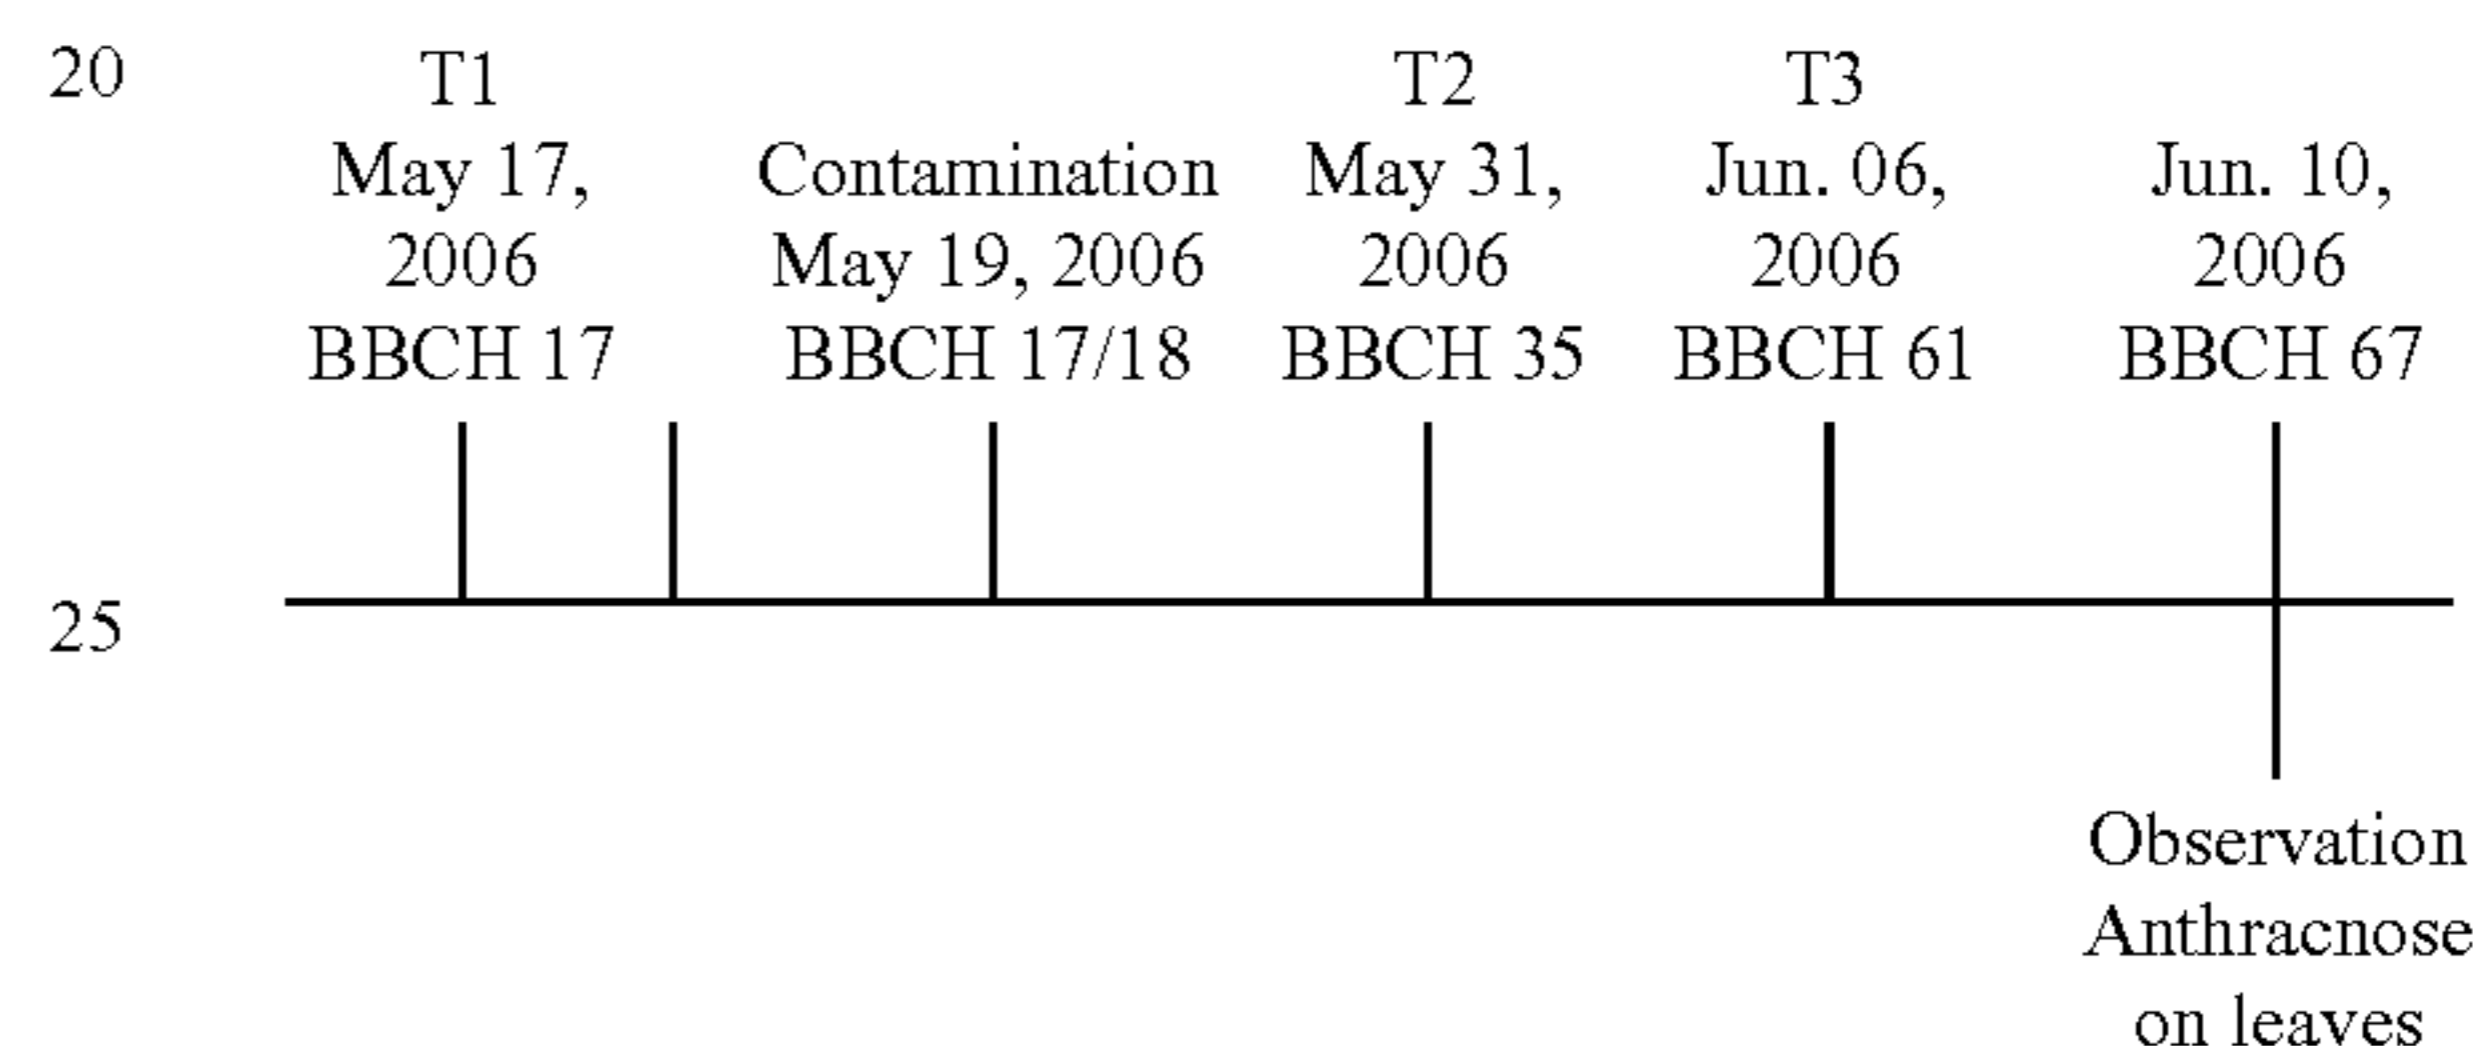 20
T1
May 17,
2006
BBCH 17
Contamination
May 19, 2006
BBCH 17/18
T2
May 31,
2006
BBCH 35
T3
Jun. 06,
2006
BBCH 61
Jun. 10,
2006
BBCH 67
25
Observation
Anthracnose
on leaves